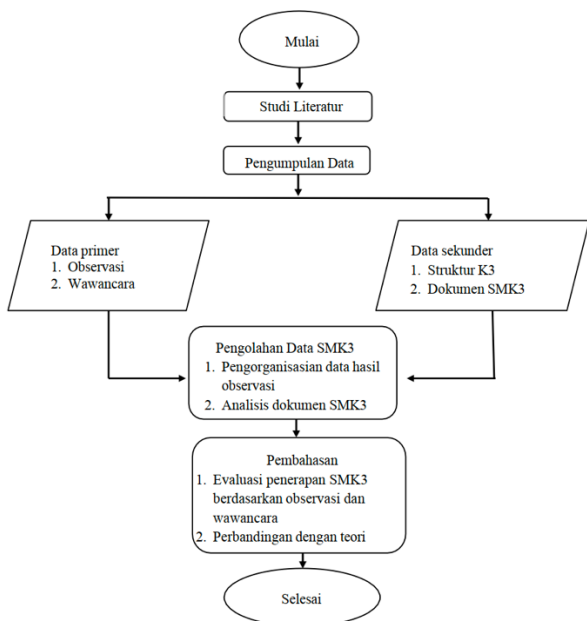 Mulai
Studi Literatur
Pengumpulan Data
Data primer
1. Observasi
2. Wawancara
Data sekunder
1. Struktur K3
2. Dokumen SMK3
Pengolahan Data SMK3
1. Pengorganisasian data hasil
observasi
2. Analisis dokumen SMK3
Pembahasan
1. Evaluasi penerapan SMK3
berdasarkan observasi dan
wawancara
2. Perbandingan dengan teori
Selesai